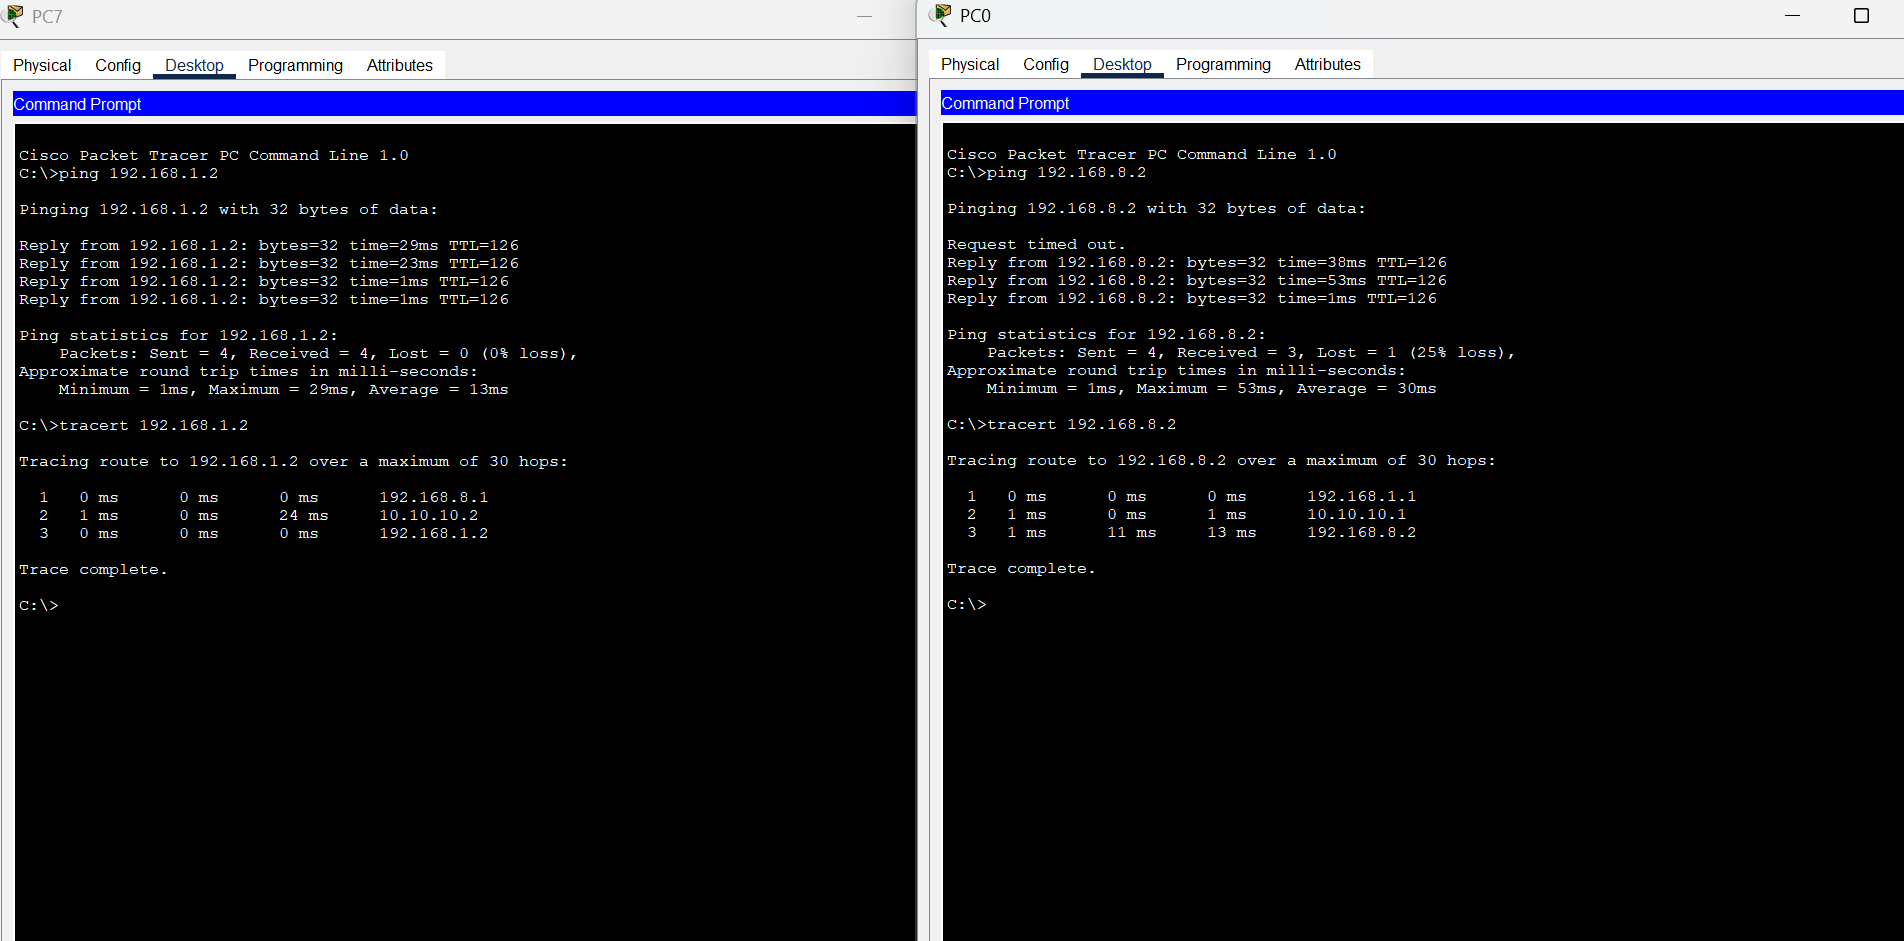 PC7
Physical Config Desktop Programming Attributes
Command Prompt
Cisco Packet Tracer PC Command Line 1.0
C:\>ping 192.168.1.2
Pinging 192.168.1.2 with 32 bytes of data:
Reply from 192.168.1.2: bytes=32 time=29ms TTL=126
Reply from 192.168.1.2: bytes=32 time=23ms TTL=126
Reply from 192.168.1.2: bytes=32 time=1ms TTL=126
Reply from 192.168.1.2: bytes=32 time=1ms TTL=126
Ping statistics for 192.168.1.2:
Packets: Sent = 4, Received = 4, Lost = 0 (0% loss),
Approximate round trip times in milli-seconds:
Minimum = 1ms, Maximum = 29ms, Average = 13ms
C:\>tracert 192.168.1.2
Tracing route to 192.168.1.2 over a maximum of 30 hops:
1 0 ms 0 ms 0 ms 192.168.8.1
2 1 ms 0 ms 24 ms 10.10.10.2
3 0 ms 0 ms 0 ms 192.168.1.2
Trace complete.
C:\>
PC0
Physical Config Desktop Programming Attributes
Command Prompt
Cisco Packet Tracer PC Command Line 1.0
C:\>ping 192.168.8.2
Pinging 192.168.8.2 with 32 bytes of data:
Request timed out.
Reply from 192.168.8.2: bytes=32 time=38ms TTL=126
Reply from 192.168.8.2: bytes=32 time=53ms TTL=126
Reply from 192.168.8.2: bytes=32 time=1ms TTL=126
Ping statistics for 192.168.8.2:
Packets: Sent = 4, Received = 3, Lost = 1 (25% loss),
Approximate round trip times in milli-seconds:
Minimum = 1ms, Maximum = 53ms, Average = 30ms
C:\>tracert 192.168.8.2
Tracing route to 192.168.8.2 over a maximum of 30 hops:
1 0 ms 0 ms 0 ms 192.168.1.1
2 1 ms 0 ms 1 ms 10.10.10.1
3 1 ms 11 ms 13 ms 192.168.8.2
Trace complete.
C:\>